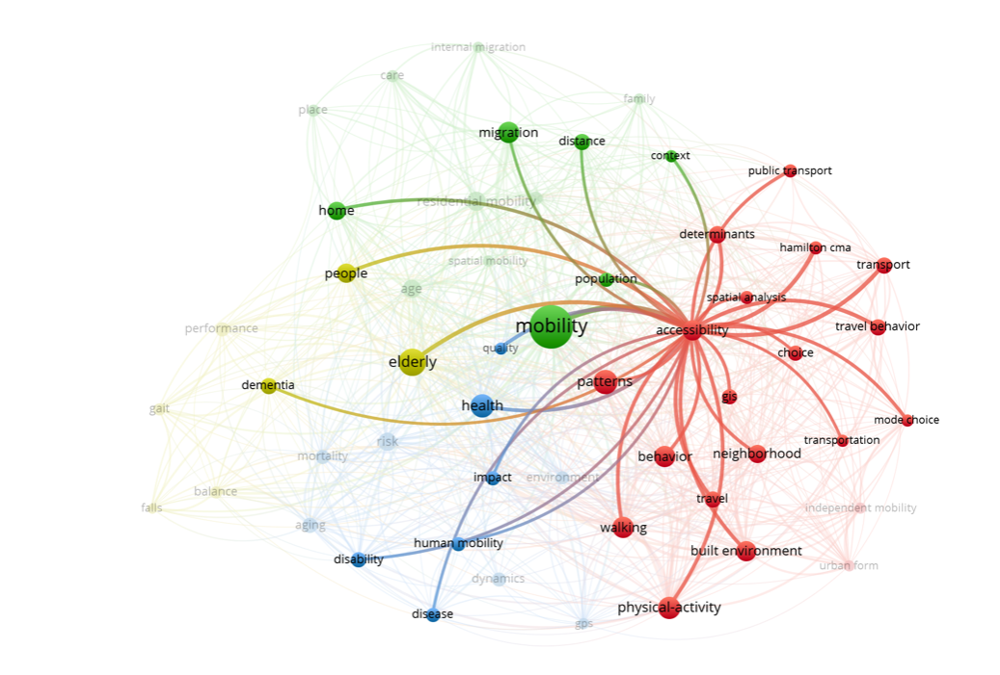 internal migration
care
family
place
migration
distance
context
public transport
residential mobility
home
determinants
hamilton cma
spatial mobility
transport
people
population
age
spatial analysis
mobility
travel behavior
performance
accessibility
quality
choice
elderly
dementia
patterns
gis
health
gait
mode choice
risk
transportation
mortality
behavior
neighborhood
impact
environment
balance
travel
falls
independent mobility
aging
walking
human mobility
built environment
disability
urban form
dynamics
physical-activity
disease
gps